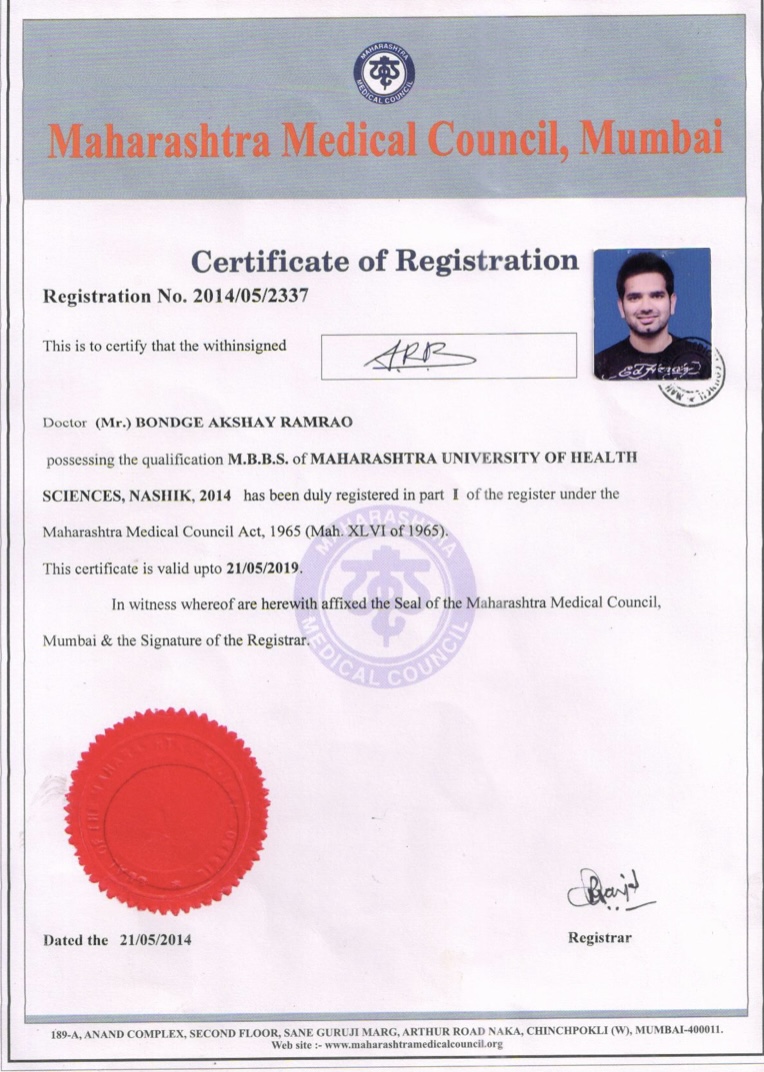 MAHARASHTRA
MEDICAL COUNCIL
Maharashtra Medical Council, Mumbai
Certificate of Registration
Registration No. 2014/05/2337
This is to certify that the withinsigned
ARB
Doctor (Mr.) BONDGE AKSHAY RAMRAO
possessing the qualification M.B.B.S. of MAHARASHTRA UNIVERSITY OF HEALTH
SCIENCES, NASHIK, 2014 has been duly registered in part I of the register under the
Maharashtra Medical Council Act, 1965 (Mah. XLVI of 1965).
This certificate is valid upto 21/05/2019.
In witness whereof are herewith affixed the Seal of the Maharashtra Medical Council,
Mumbai & the Signature of the Registrar.
MAHARASHTRA
MEDICAL COUNCIL
Dated the 21/05/2014
Registrar
189-A, ANAND COMPLEX, SECOND FLOOR, SANE GURUJI MARG, ARTHUR ROAD NAKA, CHINCHPOKLI (W), MUMBAI-400011.
Web site :- www.maharashtramedicalcouncil.org